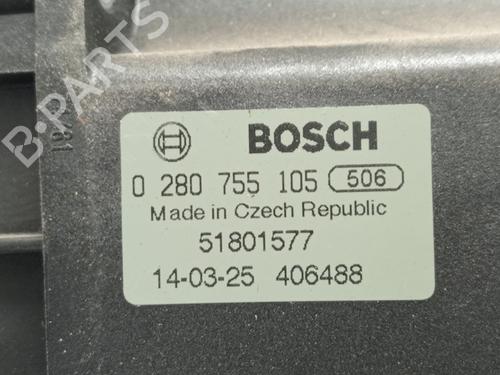 B-PARTS
BOSCH
0 280 755 105 506
Made in Czech Republic
51801577
14-03-25 406488